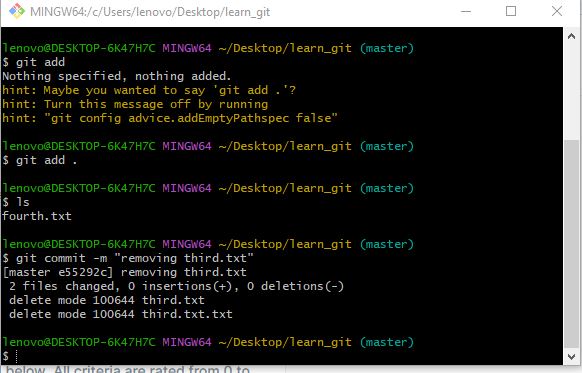 MINGW64:/c/Users/lenovo/Desktop/learn_git
lenovo@DESKTOP-6K47H7C MINGW64 ~/Desktop/learn_git (master)
$ git add
Nothing specified, nothing added.
hint: Maybe you wanted to say 'git add .'?
hint: Turn this message off by running
hint: "git config advice.addEmptyPathspec false"
lenovo@DESKTOP-6K47H7C MINGW64 ~/Desktop/learn_git (master)
$ git add .
lenovo@DESKTOP-6K47H7C MINGW64 ~/Desktop/learn_git (master)
$ ls
fourth.txt
lenovo@DESKTOP-6K47H7C MINGW64 ~/Desktop/learn_git (master)
$ git commit -m "removing third.txt"
[master e55292c] removing third.txt
 2 files changed, 0 insertions(+), 0 deletions(-)
 delete mode 100644 third.txt
 delete mode 100644 third.txt.txt
lenovo@DESKTOP-6K47H7C MINGW64 ~/Desktop/learn_git (master)
$
below. All criteria are rated from 0 to